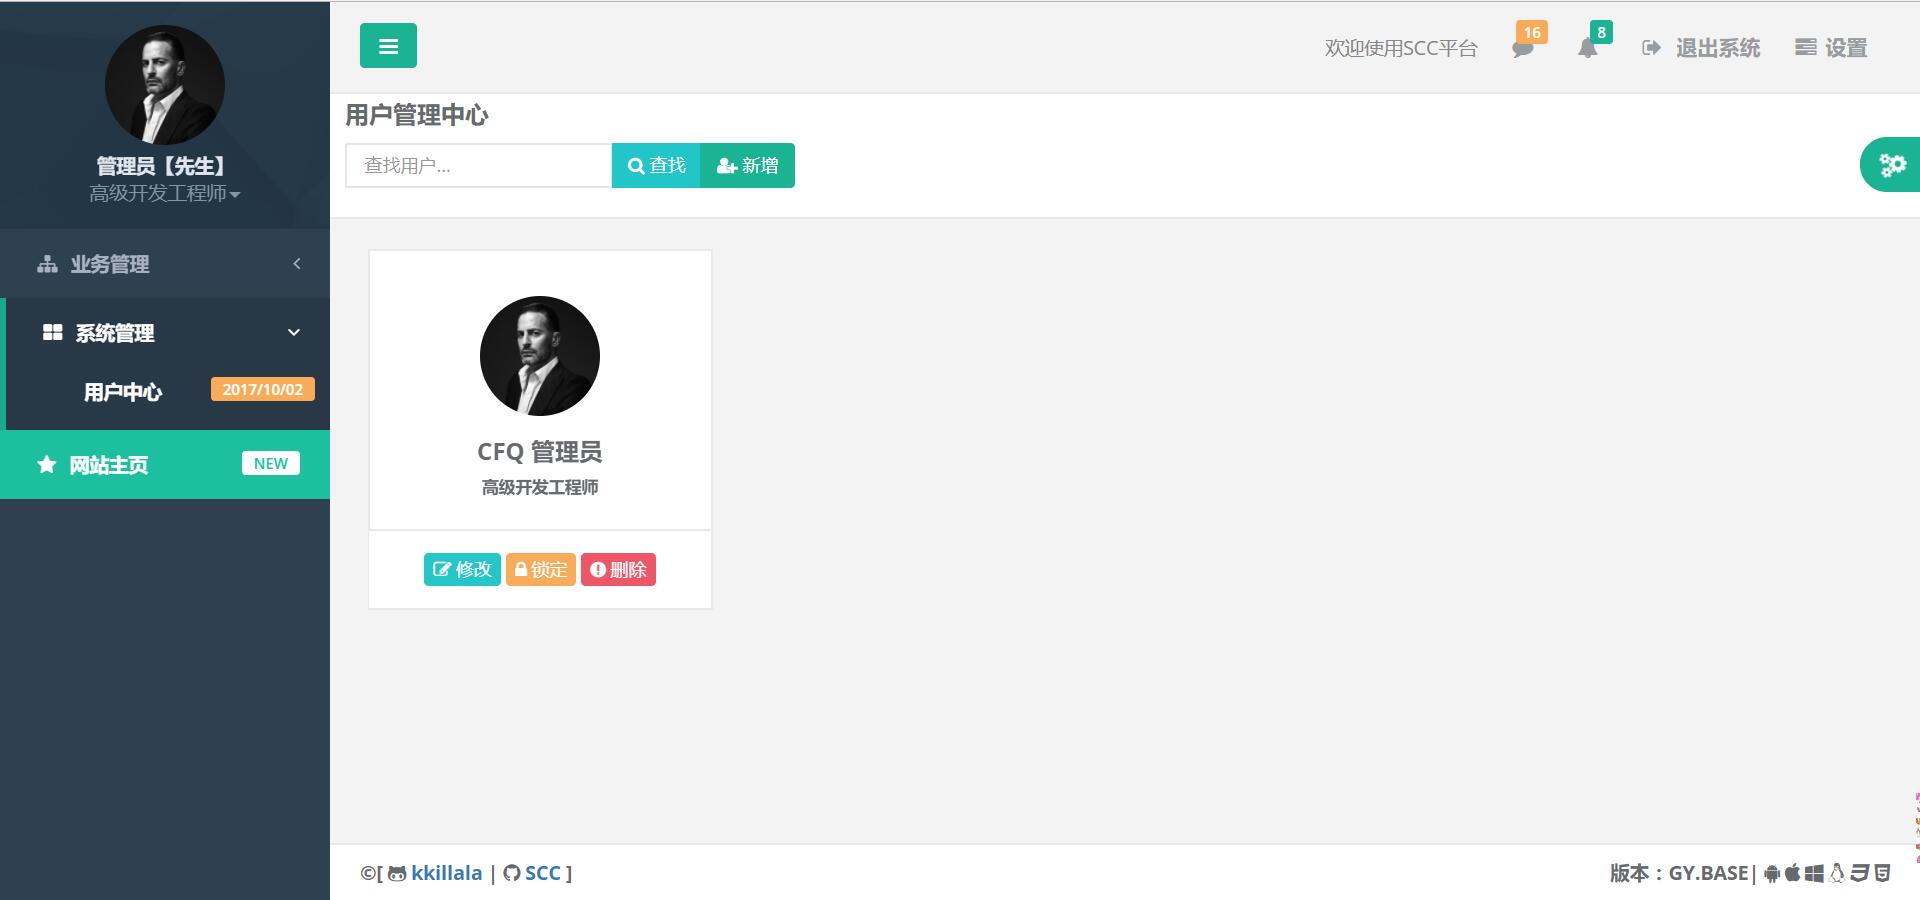 管理员【先生】
高级开发工程师
业务管理
系统管理
用户中心 2017/10/02
网站主页 NEW
欢迎使用SCC平台 16 8 退出系统 设置
用户管理中心
查找用户... 查找 新增
CFQ 管理员
高级开发工程师
修改 锁定 删除
©[ kkillala | SCC ]
版本：GY.BASE|